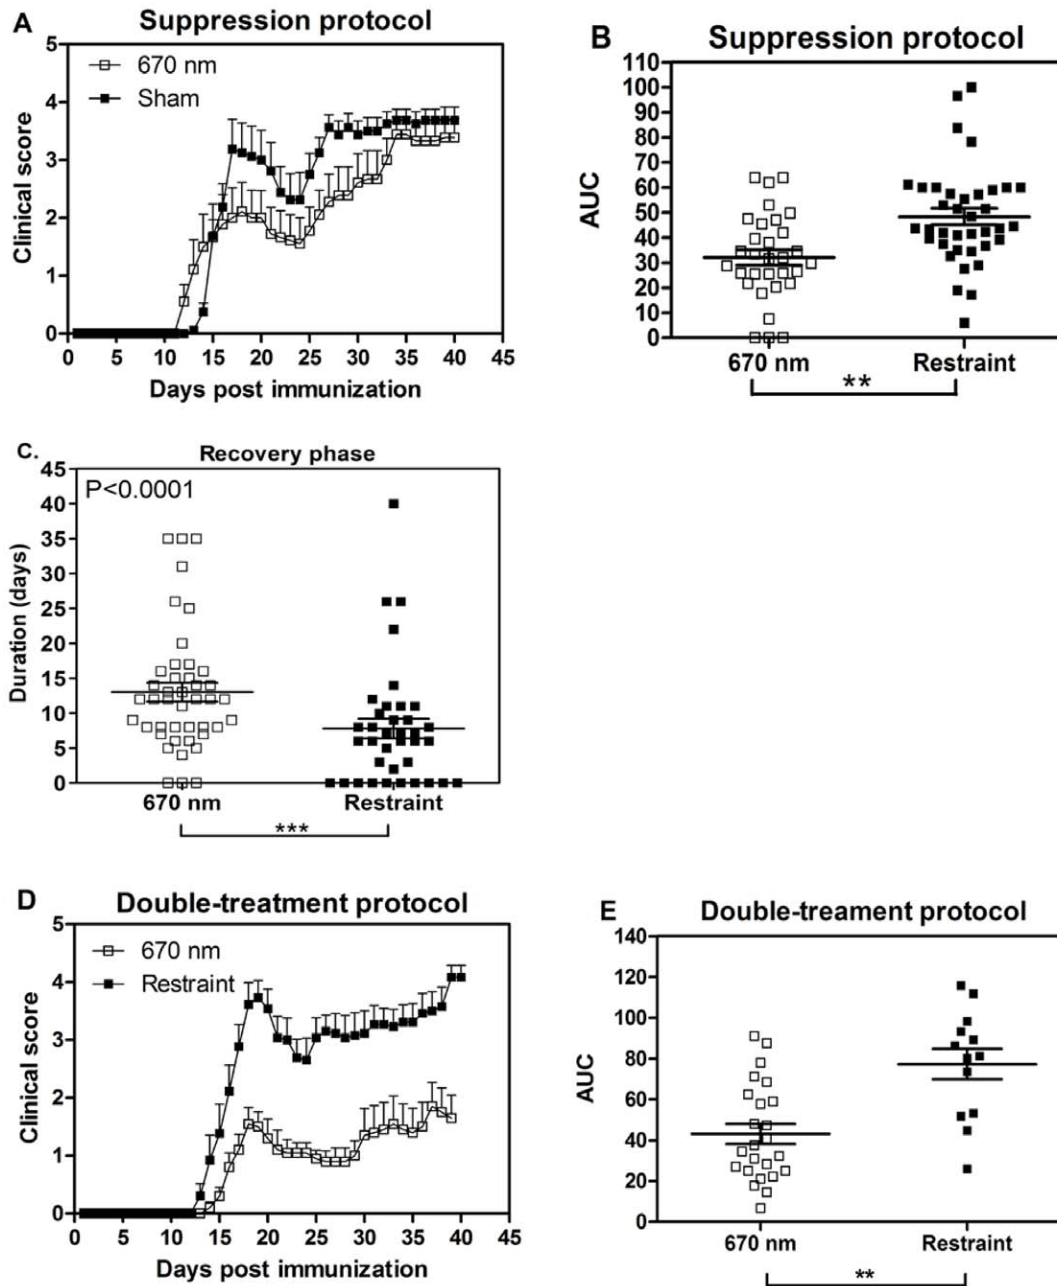 A
Suppression protocol
5
4
3
2
1
0
Clinical score
670 nm
Sham
0 5 10 15 20 25 30 35 40 45
Days post immunization
B
Suppression protocol
110
100
90
80
70
60
50
40
30
20
10
0
AUC
670 nm Restraint
**
C.
Recovery phase
45
40
35
30
25
20
15
10
5
0
Duration (days)
P<0.0001
670 nm Restraint
***
D
Double-treatment protocol
5
4
3
2
1
0
Clinical score
670 nm
Restraint
0 5 10 15 20 25 30 35 40 45
Days post immunization
E
Double-treament protocol
140
120
100
80
60
40
20
0
AUC
670 nm Restraint
**